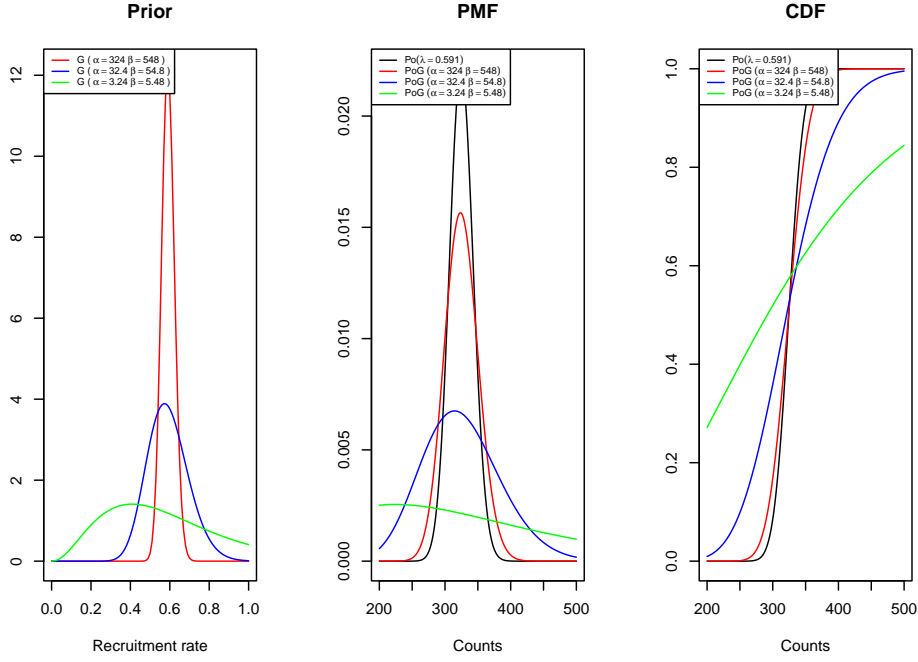 Prior
G ( α = 324 β = 548 )
G ( α = 32.4 β = 54.8 )
G ( α = 3.24 β = 5.48 )
12
10
8
6
4
2
0
0.0 0.2 0.4 0.6 0.8 1.0
Recruitment rate
PMF
Po(λ = 0.591)
PoG ( α = 324 β = 548)
PoG ( α = 32.4 β = 54.8 )
PoG ( α = 3.24 β = 5.48 )
0.020
0.015
0.010
0.005
0.000
200 300 400 500
Counts
CDF
Po(λ = 0.591)
PoG ( α = 324 β = 548)
PoG ( α = 32.4 β = 54.8 )
PoG ( α = 3.24 β = 5.48 )
1.0
0.8
0.6
0.4
0.2
0.0
200 300 400 500
Counts